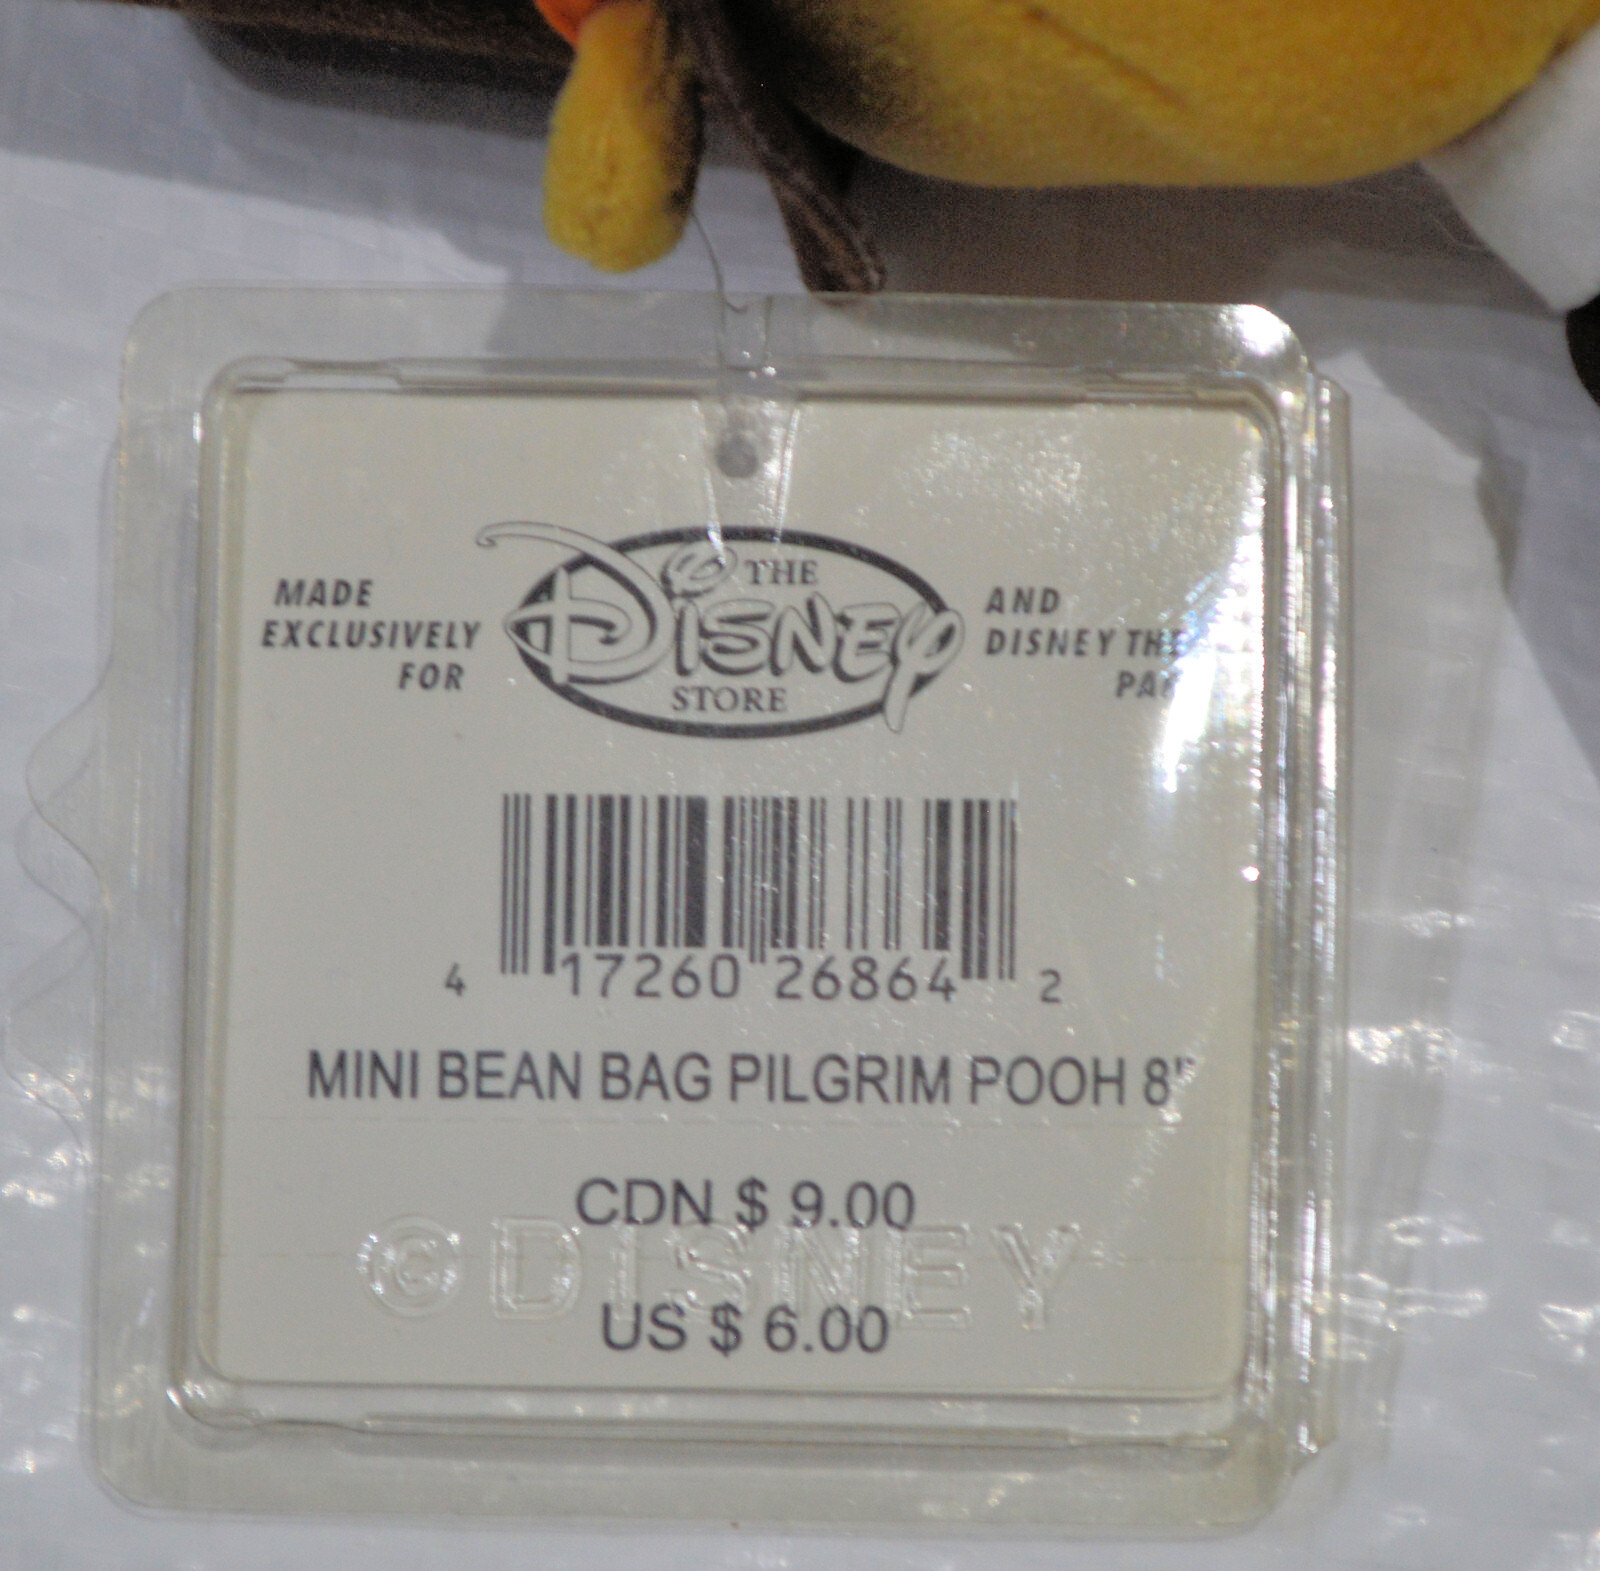 MADE
EXCLUSIVELY
FOR
THE
DISNEY
STORE
AND
DISNEY
4 17260 26864 2
MINI BEAN BAG PILGRIM POOH 8"
CDN $ 9.00
© DISNEY
US $ 6.00